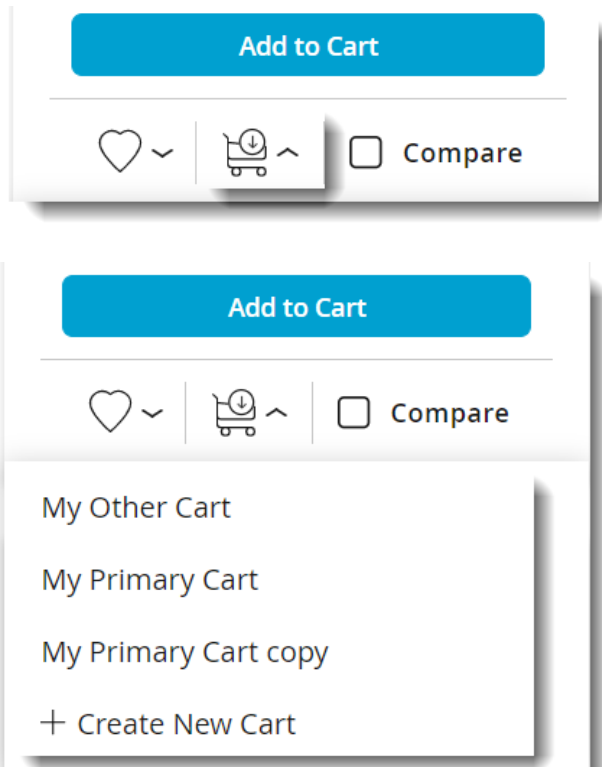 Add to Cart
Compare
Add to Cart
Compare
My Other Cart
My Primary Cart
My Primary Cart copy
+ Create New Cart